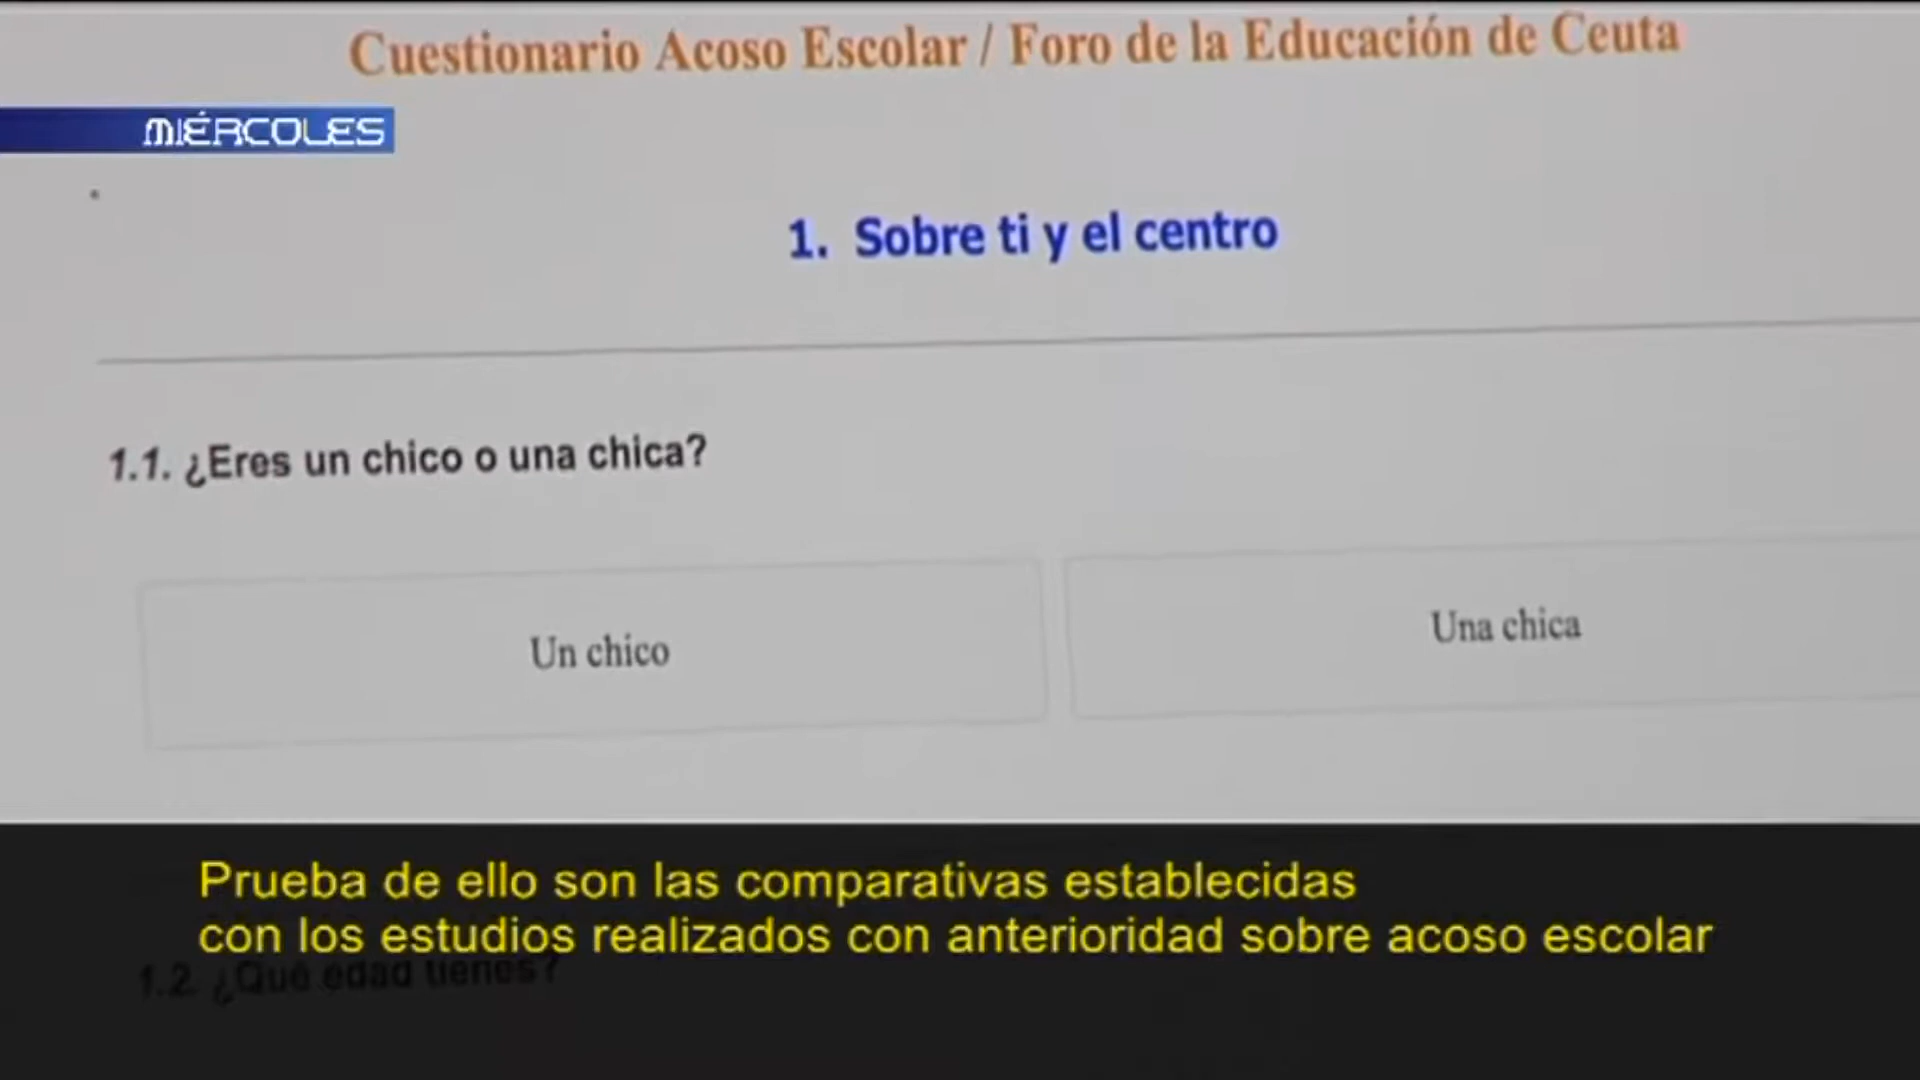 Cuestionario Acoso Escolar / Foro de la Educación de Ceuta
MIÉRCOLES
1. Sobre ti y el centro
1.1. ¿Eres un chico o una chica?
Un chico
Una chica
Prueba de ello son las comparativas establecidas
con los estudios realizados con anterioridad sobre acoso escolar
1.2. ¿Qué edad tienes?